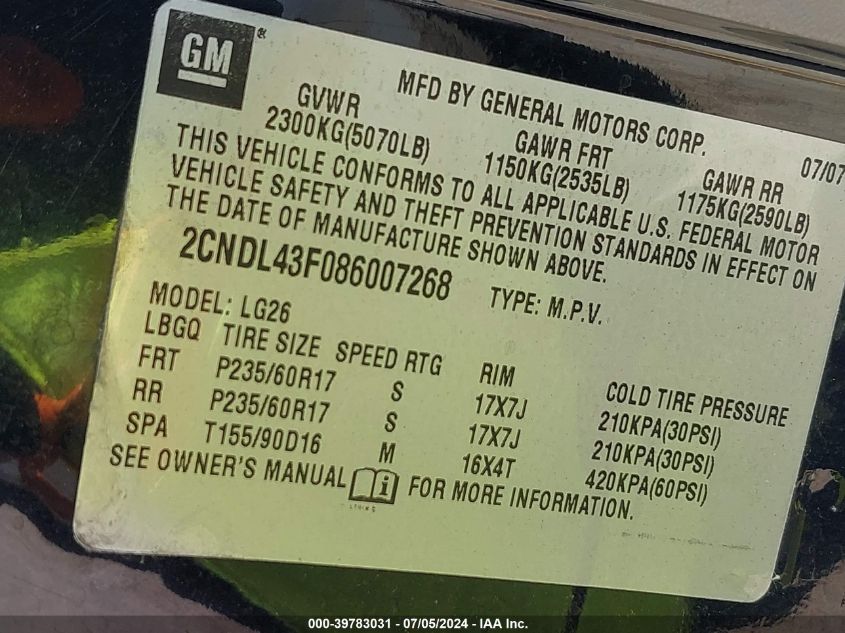 GM
MFD BY GENERAL MOTORS CORP. 07/07
GVWR GAWR FRT GAWR RR
2300KG(5070LB) 1150KG(2535LB) 1175KG(2590LB)
THIS VEHICLE CONFORMS TO ALL APPLICABLE U.S. FEDERAL MOTOR
VEHICLE SAFETY AND THEFT PREVENTION STANDARDS IN EFFECT ON
THE DATE OF MANUFACTURE SHOWN ABOVE.
2CNDL43F086007268 TYPE: M.P.V.
MODEL: LG26
LBGQ TIRE SIZE SPEED RTG RIM COLD TIRE PRESSURE
FRT P235/60R17 S 17X7J 210KPA(30PSI)
RR P235/60R17 S 17X7J 210KPA(30PSI)
SPA T155/90D16 M 16X4T 420KPA(60PSI)
SEE OWNER'S MANUAL i FOR MORE INFORMATION.
000-39783031 - 07/05/2024 - IAA Inc.